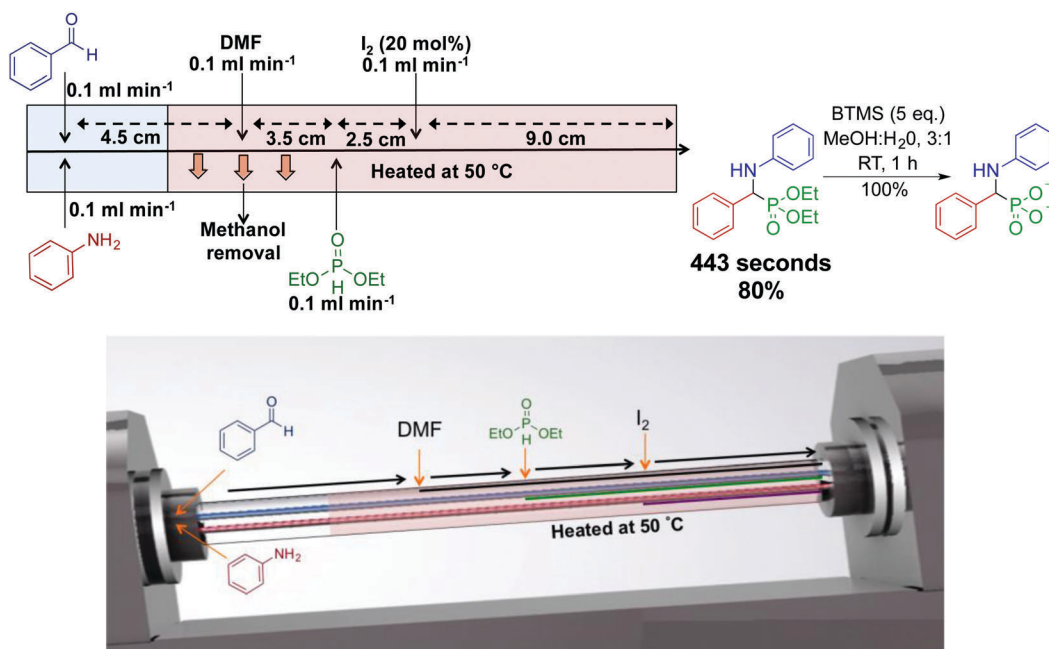 O
H
0.1 ml min-1
DMF
0.1 ml min-1
I2 (20 mol%)
0.1 ml min-1
4.5 cm
3.5 cm
2.5 cm
9.0 cm
Heated at 50 °C
0.1 ml min-1
NH2
Methanol
removal
O
EtO
P
OEt
H
0.1 ml min-1
HN
OEt
P
OEt
O
443 seconds
80%
BTMS (5 eq.)
MeOH:H20, 3:1
RT, 1 h
100%
HN
O-
P
O-
O
O
H
DMF
O
EtO
P
OEt
H
I2
Heated at 50 °C
NH2